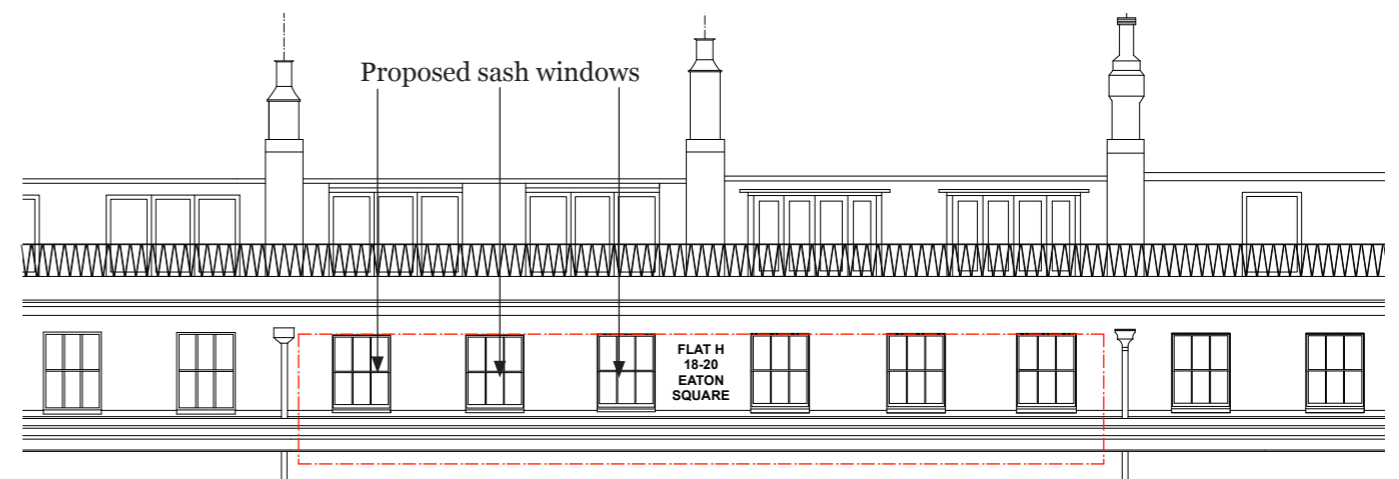 Proposed sash windows
FLAT H
18-20
EATON
SQUARE